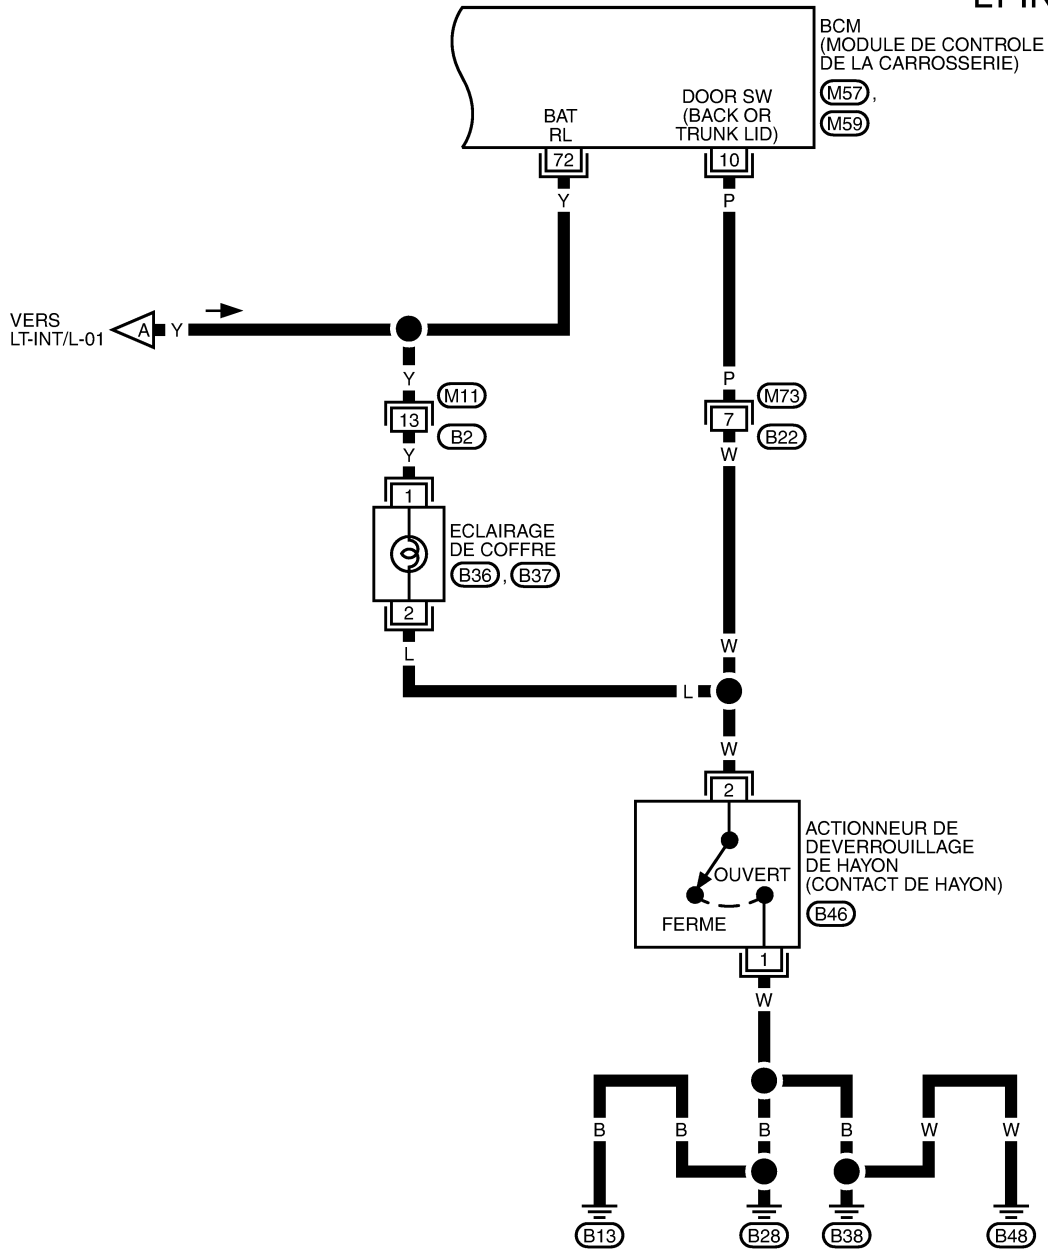 BCM
(MODULE DE CONTROLE
DE LA CARROSSERIE)
M57 ,
M59
DOOR SW
(BACK OR
TRUNK LID)
BAT
RL
72
10
Y
P
VERS
LT-INT/L-01
A
Y
Y
P
M11
M73
13
7
B2
B22
Y
W
1
ECLAIRAGE
DE COFFRE
B36 , B37
2
L
W
L
W
2
ACTIONNEUR DE
DEVERROUILLAGE
DE HAYON
(CONTACT DE HAYON)
B46
OUVERT
FERME
1
W
B B B B W W
B13 B28 B38 B48